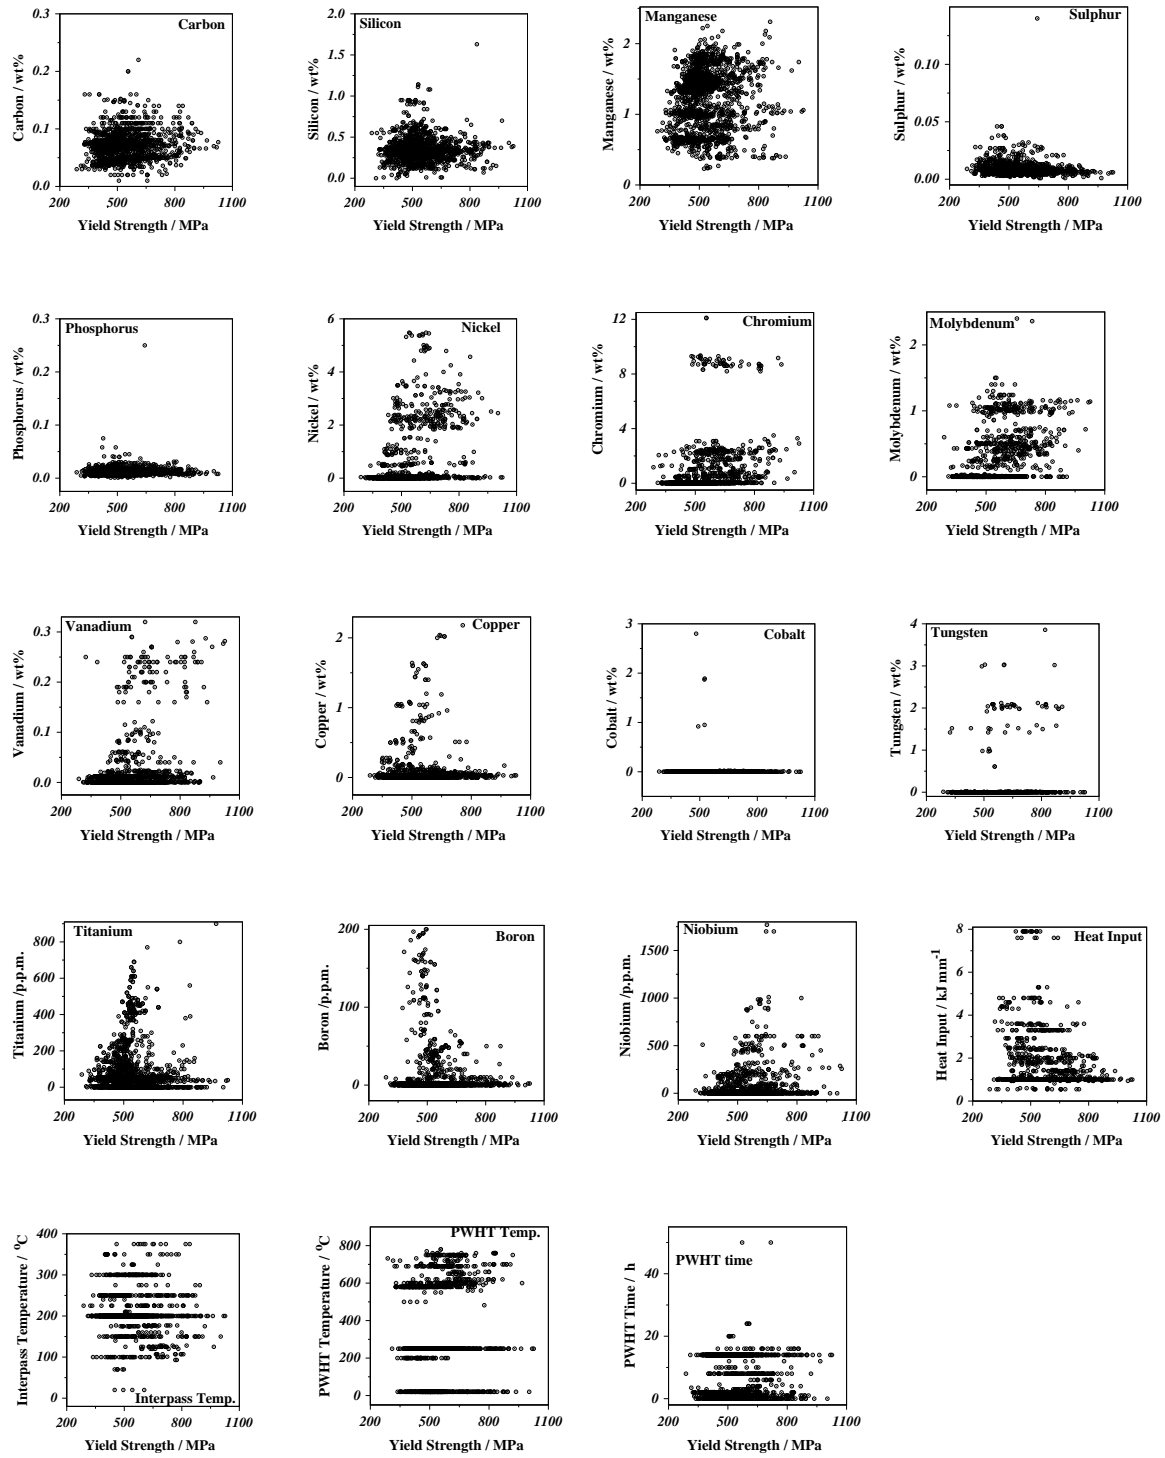 Carbon
Carbon / wt%
0.3
0.2
0.1
0.0
200 500 800 1100
Yield Strength / MPa
Silicon
Silicon / wt%
2.0
1.5
1.0
0.5
0.0
200 500 800 1100
Yield Strength / MPa
Manganese
Manganese / wt%
2
1
0
200 500 800 1100
Yield Strength / MPa
Sulphur
Sulphur / wt%
0.10
0.05
0.00
200 500 800 1100
Yield Strength / MPa
Phosphorus
Phosphorus / wt%
0.3
0.2
0.1
0.0
200 500 800 1100
Yield Strength / MPa
Nickel
Nickel / wt%
6
4
2
0
200 500 800 1100
Yield Strength / MPa
Chromium
Chromium / wt%
12
8
4
0
200 500 800 1100
Yield Strength / MPa
Molybdenum
Molybdenum / wt%
2
1
0
200 500 800 1100
Yield Strength / MPa
Vanadium
Vanadium / wt%
0.3
0.2
0.1
0.0
200 500 800 1100
Yield Strength / MPa
Copper
Copper / wt%
2
1
0
200 500 800 1100
Yield Strength / MPa
Cobalt
Cobalt / wt%
3
2
1
0
200 500 800 1100
Yield Strength / MPa
Tungsten
Tungsten / wt%
4
3
2
1
0
200 500 800 1100
Yield Strength / MPa
Titanium
Titanium /p.p.m.
800
600
400
200
0
200 500 800 1100
Yield Strength / MPa
Boron
Boron /p.p.m.
200
100
0
200 500 800 1100
Yield Strength / MPa
Niobium
Niobium /p.p.m.
1500
1000
500
0
200 500 800 1100
Yield Strength / MPa
Heat Input
Heat Input / kJ mm⁻¹
8
6
4
2
0
200 500 800 1100
Yield Strength / MPa
Interpass Temp.
Interpass Temperature / ⁰C
400
300
200
100
0
200 500 800 1100
Yield Strength / MPa
PWHT Temp.
PWHT Temperature / ⁰C
800
600
400
200
0
200 500 800 1100
Yield Strength / MPa
PWHT time
PWHT Time / h
40
20
0
200 500 800 1100
Yield Strength / MPa